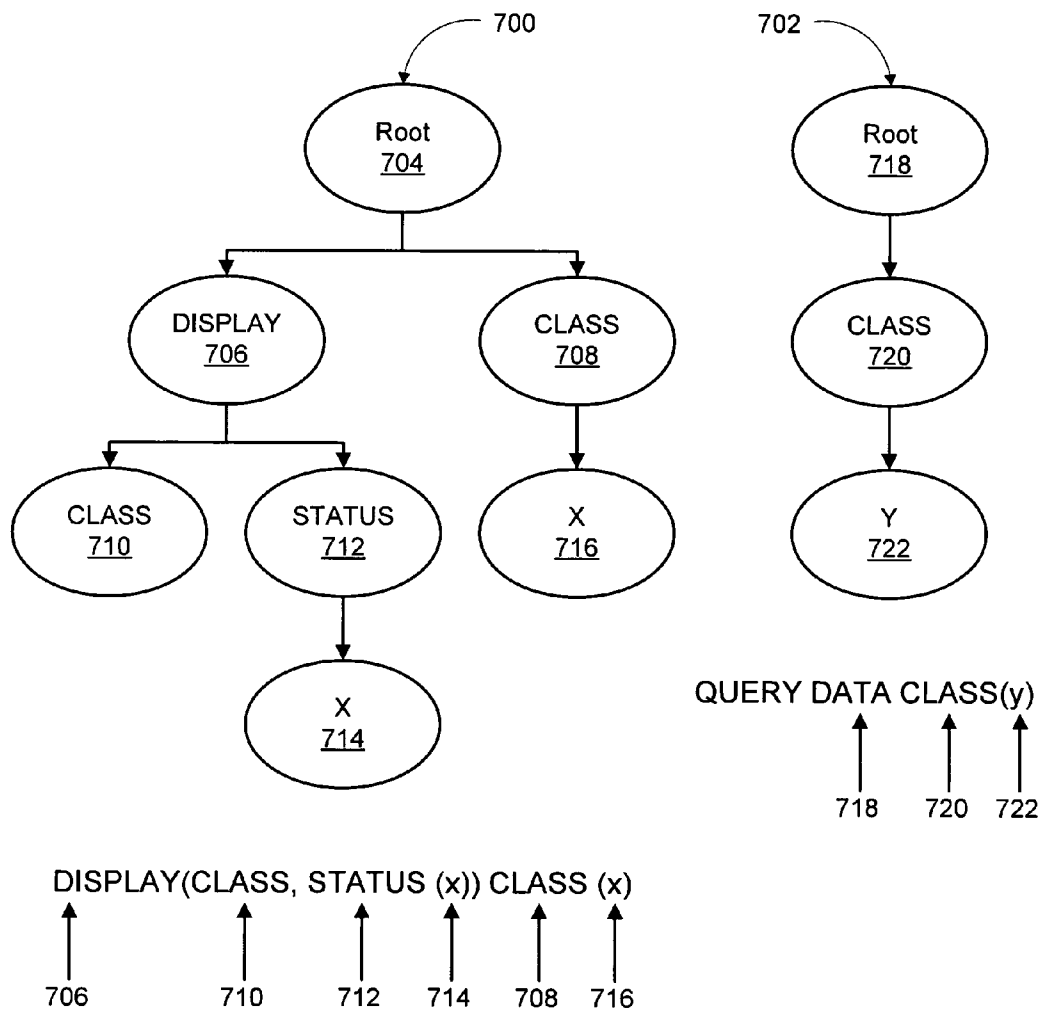 700
702
Root
704
Root
718
DISPLAY
706
CLASS
708
CLASS
720
CLASS
710
STATUS
712
X
716
Y
722
X
714
QUERY DATA CLASS(y)
718 720 722
DISPLAY(CLASS, STATUS (x)) CLASS (x)
706 710 712 714 708 716